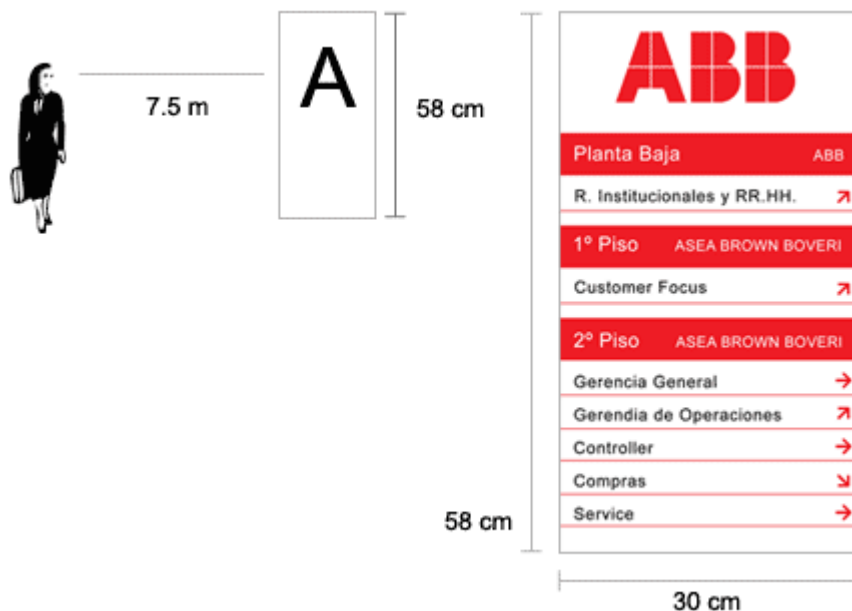 A
7.5 m
58 cm
ABB
Planta Baja ABB
R. Institucionales y RR.HH.
1º Piso ASEA BROWN BOVERI
Customer Focus
2º Piso ASEA BROWN BOVERI
Gerencia General
Gerendia de Operaciones
Controller
Compras
Service
58 cm
30 cm